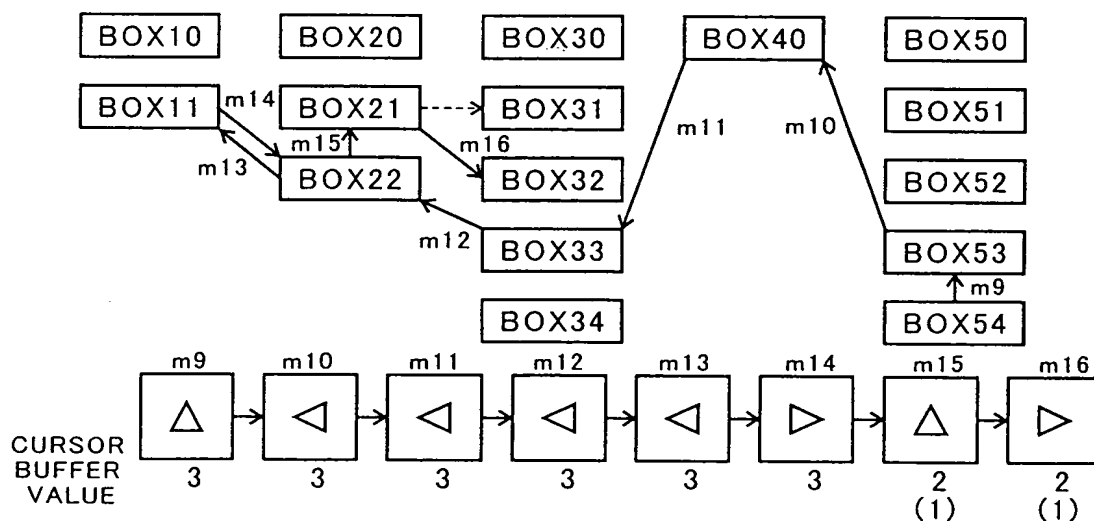 BOX10 BOX20 BOX30 BOX40 BOX50
BOX11 m14 BOX21 BOX31 m11 m10 BOX51
m13 m15 m16
BOX22 BOX32 BOX52
m12 BOX33 BOX53
m9
BOX34 BOX54
m9 m10 m11 m12 m13 m14 m15 m16
CURSOR
BUFFER
VALUE
3 3 3 3 3 3 2 2
(1) (1)